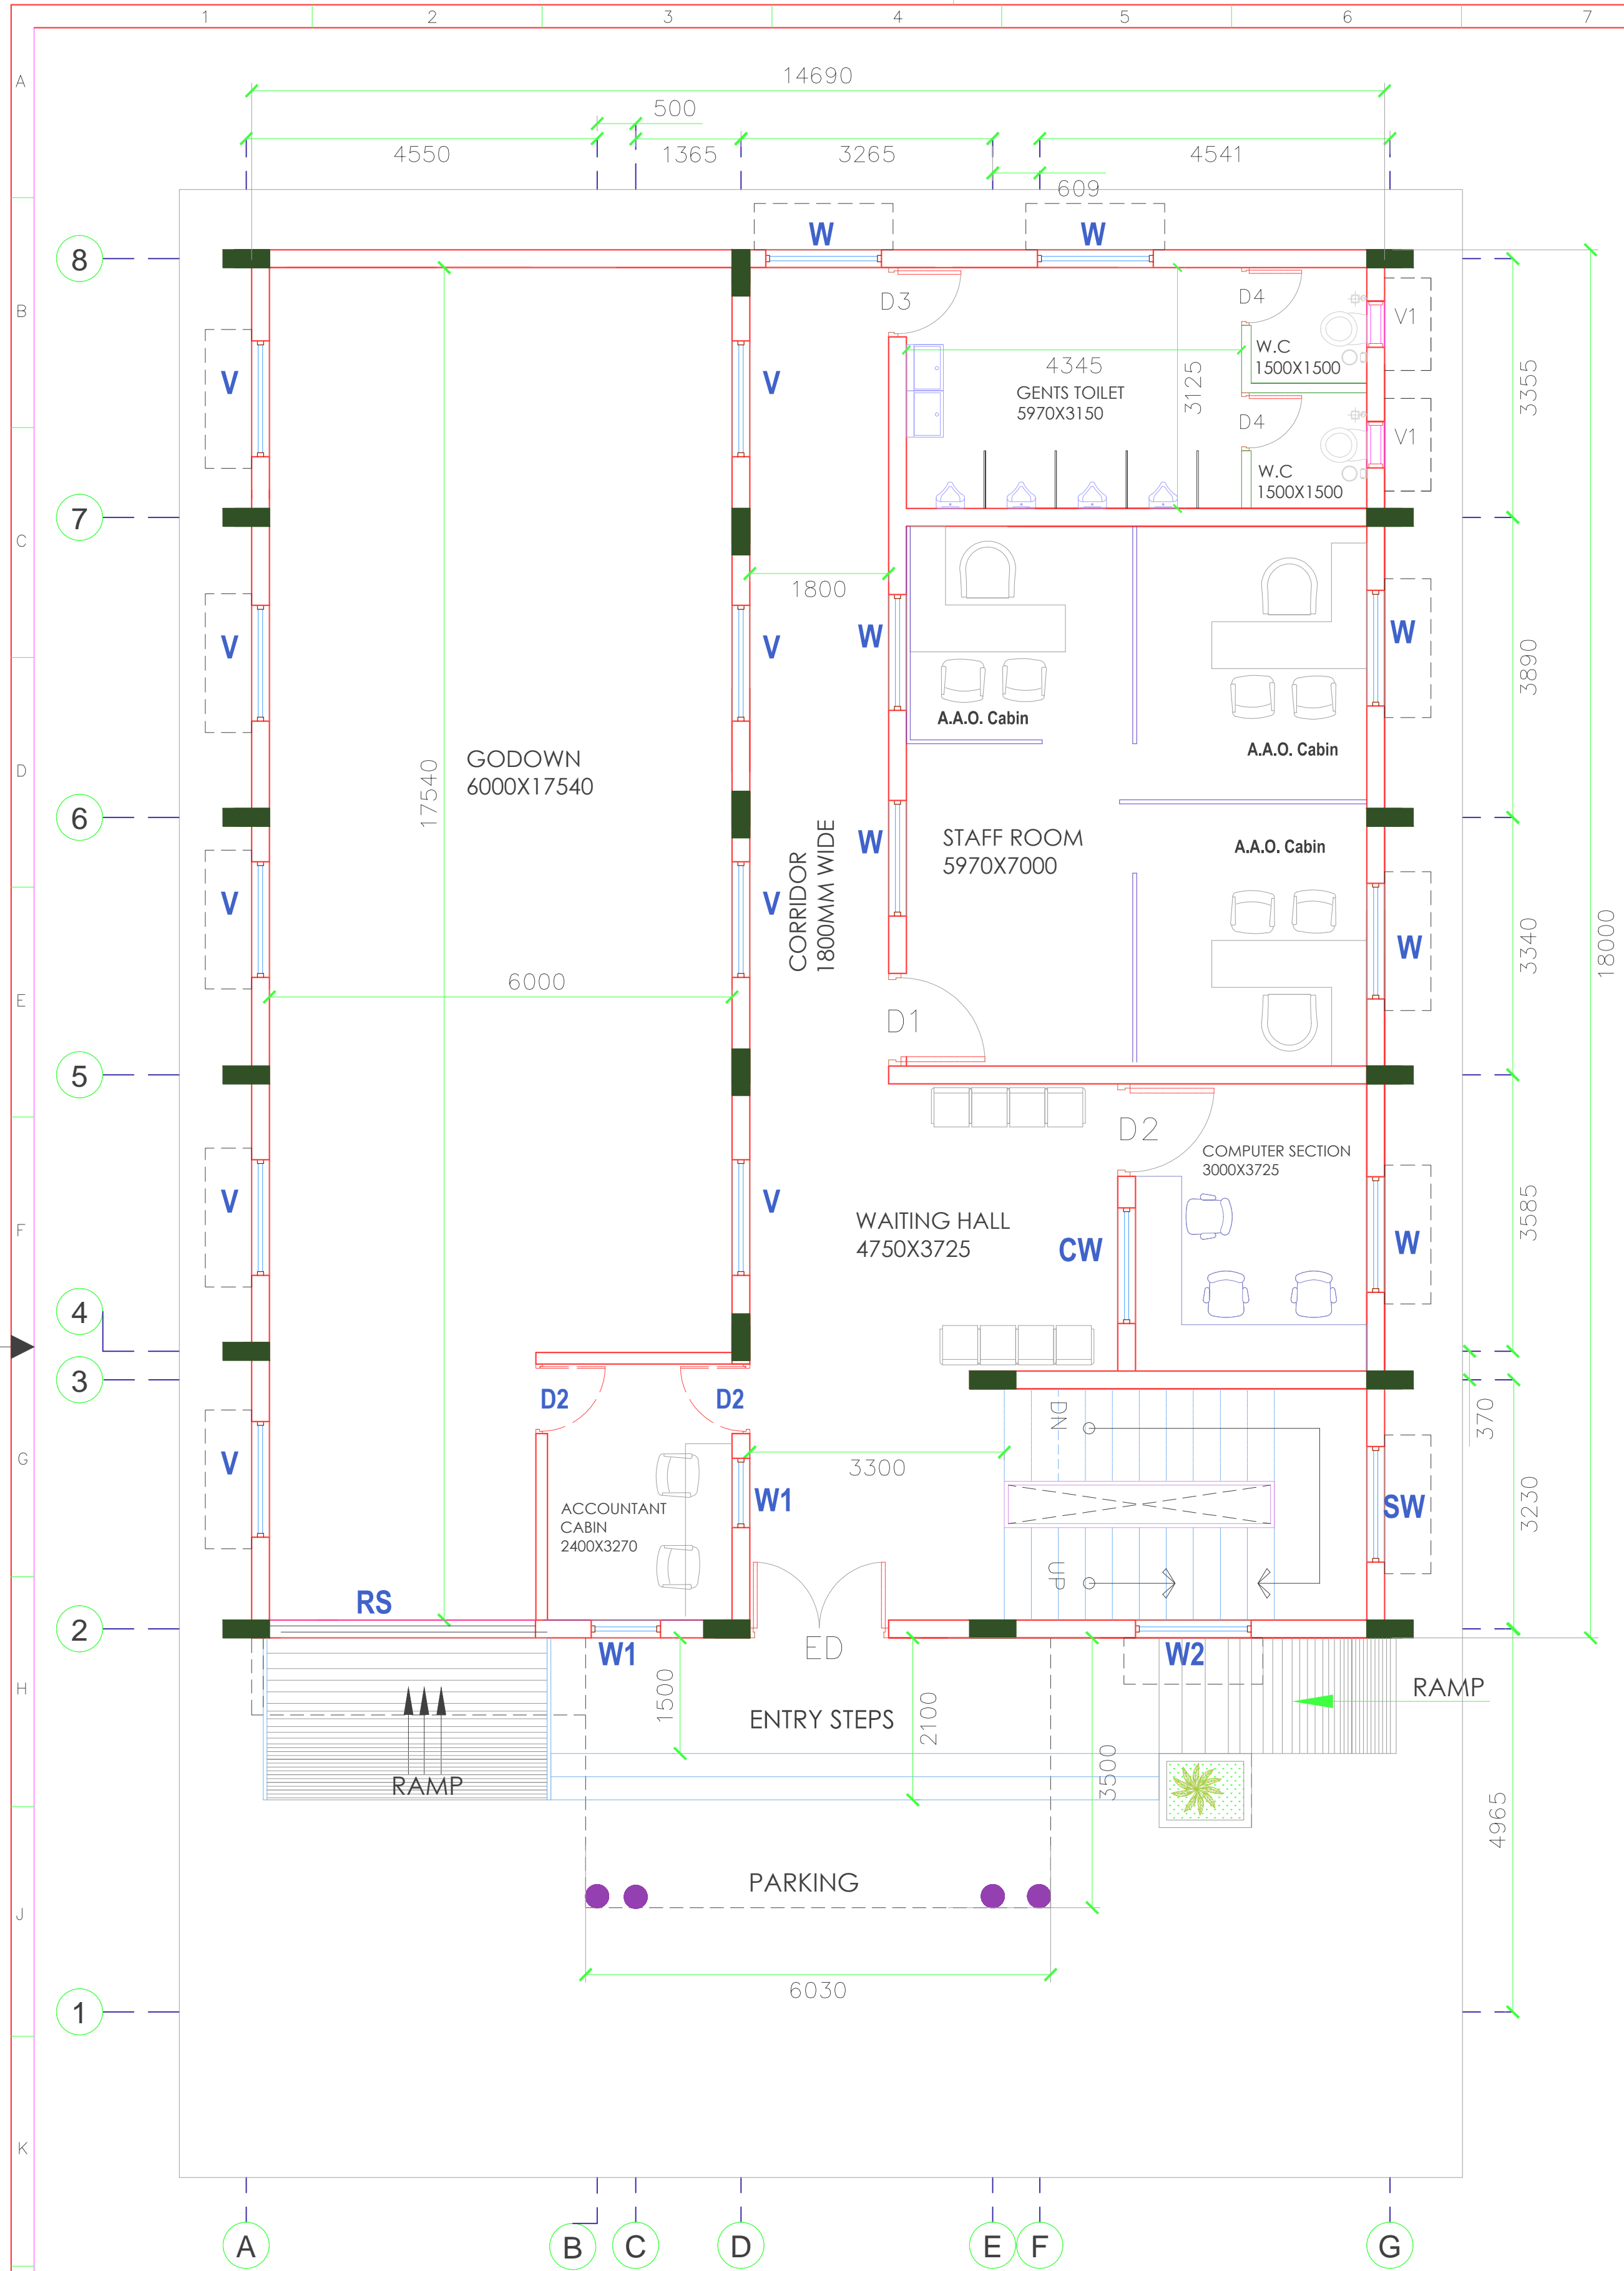 1 2 3 4 5 6 7
A
14690
500
4550 1365 3265 4541
609
W W
8
B
D3 D4 V1
W.C
1500X1500
V V
4345
GENTS TOILET
5970X3150
3125
3355
D4 V1
W.C
1500X1500
7
C
1800
V V W W
3890
A.A.O. Cabin
A.A.O. Cabin
D
GODOWN
6000X17540
17540
6
CORRIDOR
1800MM WIDE
W
STAFF ROOM
5970X7000
A.A.O. Cabin
V V W
3340
18000
6000
E
D1
5
D2
COMPUTER SECTION
3000X3725
V V
WAITING HALL
4750X3725
CW W
3585
F
4
3
D2 D2
DN
370
G
V
3300
W1
SW
ACCOUNTANT
CABIN
2400X3270
3230
UP
RS
2
W1 ED W2
H
1500
2100
ENTRY STEPS
RAMP
3500
RAMP
4965
PARKING
J
6030
1
K
A B C D E F G